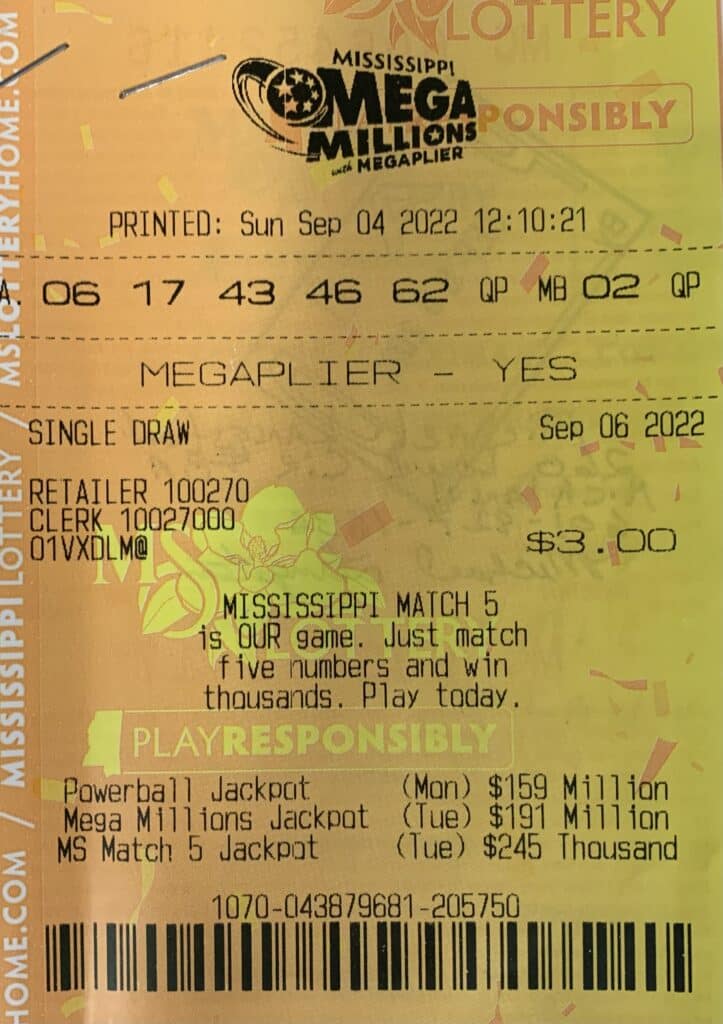 LOTTERY
MISSISSIPPI
MEGA
MILLIONS
with MEGAPLIER
PONSIBLY
PRINTED: Sun Sep 04 2022 12:10:21
A. 06 17 43 46 62 QP MB 02 QP
MEGAPLIER - YES
SINGLE DRAW Sep 06 2022
RETAILER 100270
CLERK 10027000
01VXDLM@ $3.00
MS
LOTTERY
MISSISSIPPI MATCH 5
is OUR game. Just match
five numbers and win
thousands. Play today.
PLAYRESPONSIBLY
Powerball Jackpot (Mon) $159 Million
Mega Millions Jackpot (Tue) $191 Million
MS Match 5 Jackpot (Tue) $245 Thousand
1070-043879681-205750
HOME.COM / MISSISSIPPI LOTTERY / MSLOTTERYHOME.COM